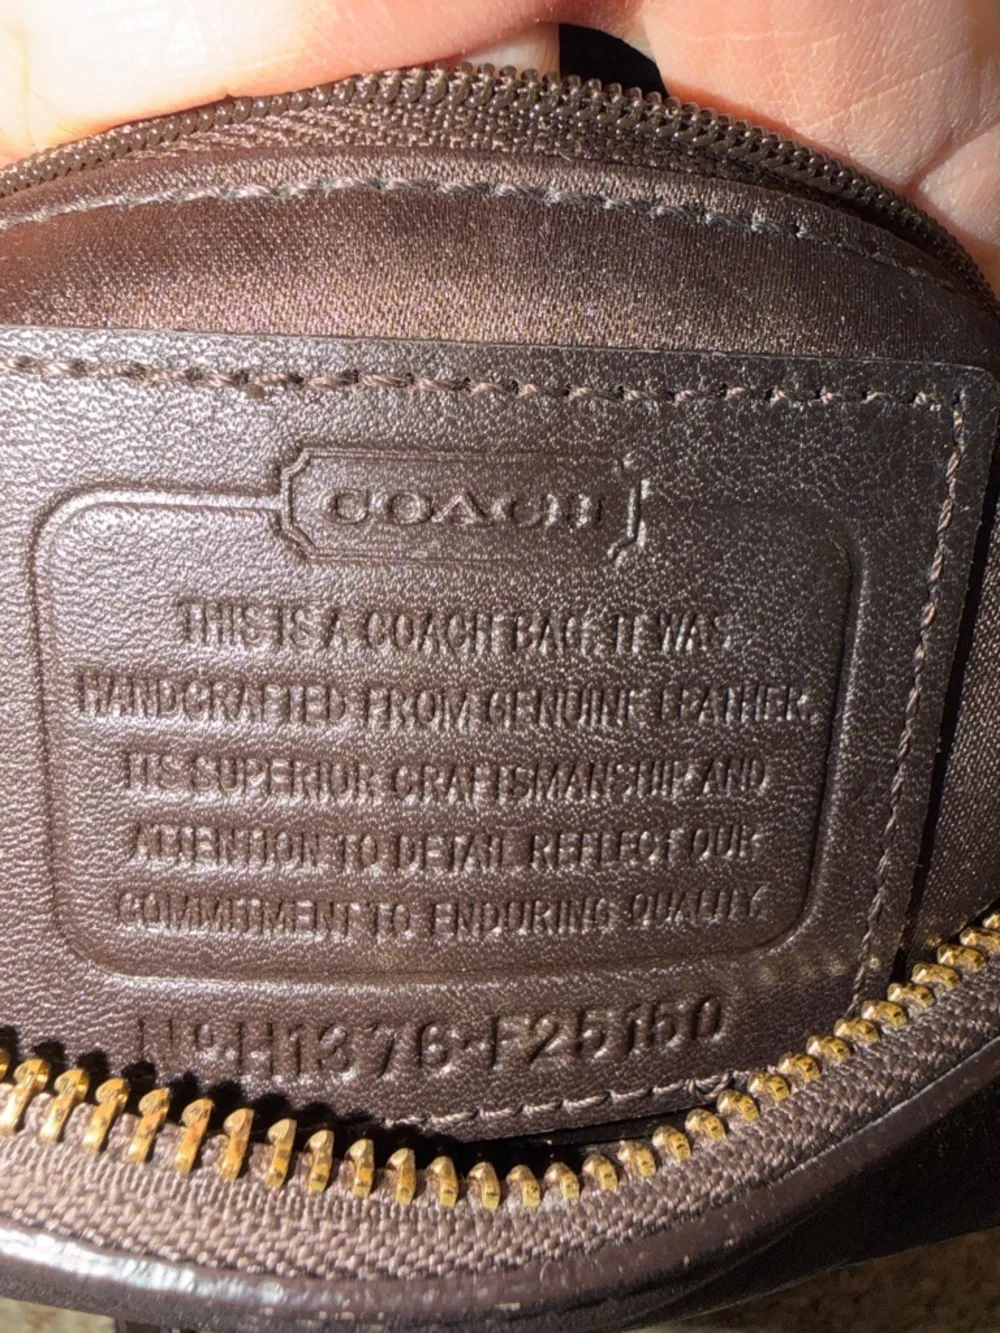 COACH
THIS IS A COACH BAG. IT WAS
HANDCRAFTED FROM GENUINE LEATHER.
ITS SUPERIOR CRAFTSMANSHIP AND
ATTENTION TO DETAIL REFLECT OUR
COMMITMENT TO ENDURING QUALITY.
No. H1376-F25150